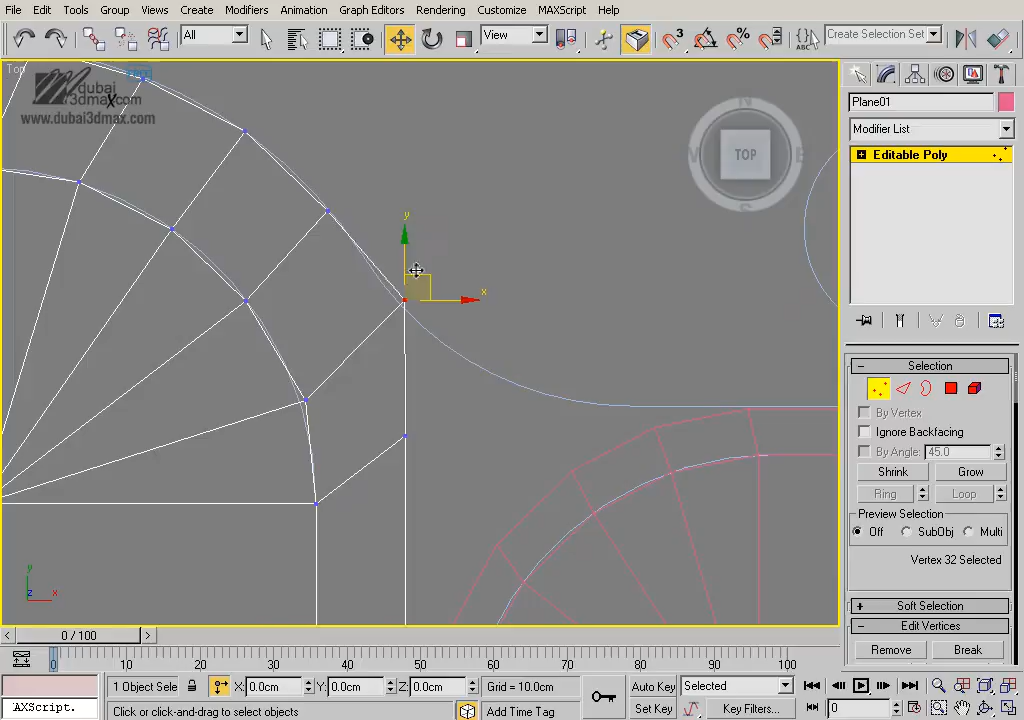 File Edit Tools Group Views Create Modifiers Animation Graph Editors Rendering Customize MAXScript Help
All View 3 ABC Create Selection Set
Top
dubai
3dmaxcom
X
www.dubai3dmax.com
N
TOP
S
y
x
Plane01
Modifier List
Editable Poly
Selection
By Vertex
Ignore Backfacing
By Angle: 45.0
Shrink Grow
Ring Loop
Preview Selection
Off SubObj Multi
Vertex 32 Selected
Soft Selection
Edit Vertices
Remove Break
y
z x
0 / 100
0 10 20 30 40 50 60 70 80 90 100
1 Object Sele X: 0.0cm Y: 0.0cm Z: 0.0cm Grid = 10.0cm Auto Key Selected
AXScript. Click or click-and-drag to select objects Add Time Tag Set Key Key Filters... 0